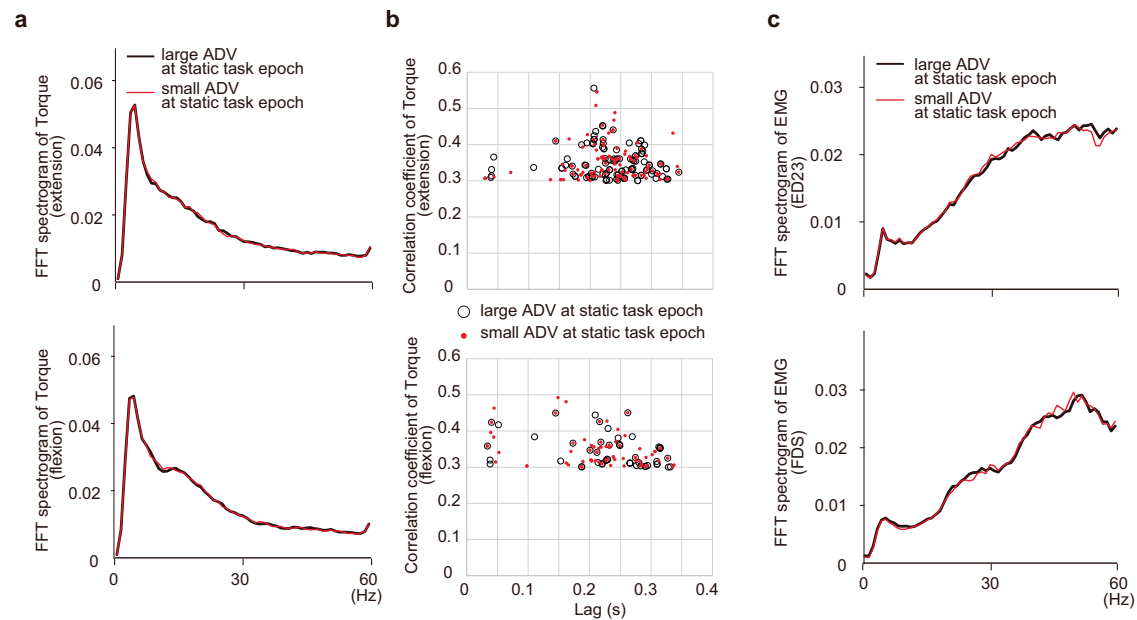 a
FFT spectrogram of Torque
(extension)
0.06
0.04
0.02
0
large ADV
at static task epoch
small ADV
at static task epoch
FFT spectrogram of Torque
(flexion)
0.06
0.04
0.02
0
0
30
60
(Hz)
b
Correlation coefficient of Torque
(extension)
0.6
0.5
0.4
0.3
0.2
0.1
0
large ADV at static task epoch
small ADV at static task epoch
Correlation coefficient of Torque
(flexion)
0.6
0.5
0.4
0.3
0.2
0.1
0
0
0.1
0.2
0.3
0.4
Lag (s)
c
FFT spectrogram of EMG
(ED23)
0.03
0.02
0.01
0
large ADV
at static task epoch
small ADV
at static task epoch
FFT spectrogram of EMG
(FDS)
0.03
0.02
0.01
0
0
30
60
(Hz)